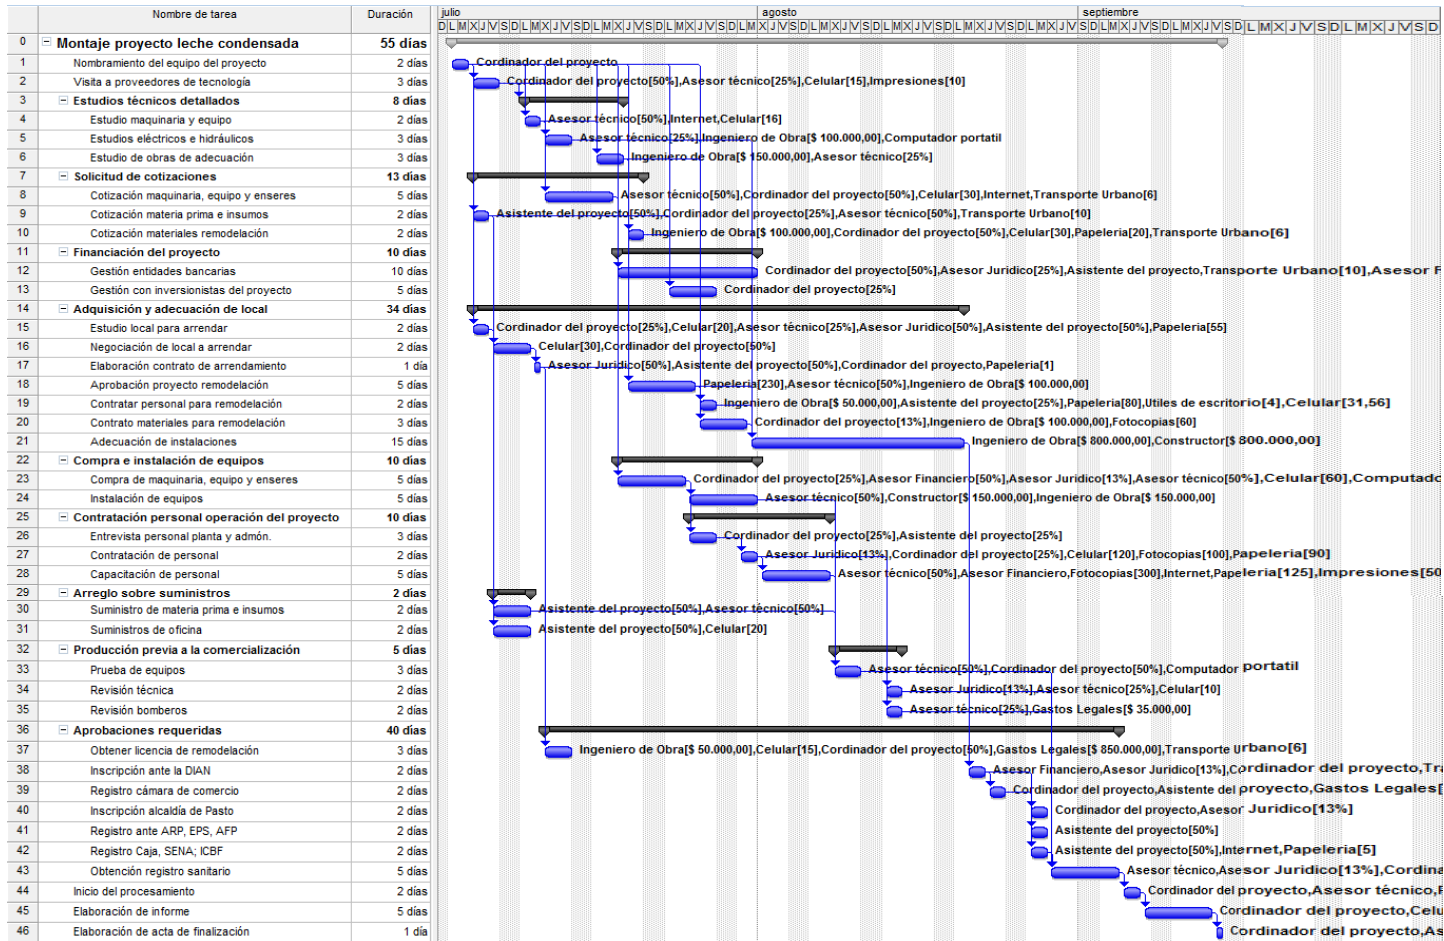 Nombre de tarea Duración julio agosto septiembre
D L M X J V S D L M X J V S D L M X J V S D L M X J V S D L M X J V S D L M X J V S D L M X J V S D L M X J V S D L M X J V S D L M X J V S D L M X J V S D L M X J V S D L M X J V S D L M X J V S D
0 Montaje proyecto leche condensada 55 días
1 Nombramiento del equipo del proyecto 2 días Cordinador del proyecto
2 Visita a proveedores de tecnología 3 días Cordinador del proyecto[50%],Asesor técnico[25%],Celular[15],Impresiones[10]
3 Estudios técnicos detallados 8 días
4 Estudio maquinaria y equipo 2 días Asesor técnico[50%],Internet,Celular[16]
5 Estudios eléctricos e hidráulicos 3 días Asesor técnico[25%],Ingeniero de Obra[$ 100.000,00],Computador portatil
6 Estudio de obras de adecuación 3 días Ingeniero de Obra[$ 150.000,00],Asesor técnico[25%]
7 Solicitud de cotizaciones 13 días
8 Cotización maquinaria, equipo y enseres 5 días Asesor técnico[50%],Cordinador del proyecto[50%],Celular[30],Internet,Transporte Urbano[6]
9 Cotización materia prima e insumos 2 días Asistente del proyecto[50%],Cordinador del proyecto[25%],Asesor técnico[50%],Transporte Urbano[10]
10 Cotización materiales remodelación 2 días Ingeniero de Obra[$ 100.000,00],Cordinador del proyecto[50%],Celular[30],Papeleria[20],Transporte Urbano[6]
11 Financiación del proyecto 10 días
12 Gestión entidades bancarias 10 días Cordinador del proyecto[50%],Asesor Juridico[25%],Asistente del proyecto,Transporte Urbano[10],Asesor F
13 Gestión con inversionistas del proyecto 5 días Cordinador del proyecto[25%]
14 Adquisición y adecuación de local 34 días
15 Estudio local para arrendar 2 días Cordinador del proyecto[25%],Celular[20],Asesor técnico[25%],Asesor Juridico[50%],Asistente del proyecto[50%],Papeleria[55]
16 Negociación de local a arrendar 2 días Celular[30],Cordinador del proyecto[50%]
17 Elaboración contrato de arrendamiento 1 día Asesor Juridico[50%],Asistente del proyecto[50%],Cordinador del proyecto,Papeleria[1]
18 Aprobación proyecto remodelación 5 días Papeleria[230],Asesor técnico[50%],Ingeniero de Obra[$ 100.000,00]
19 Contratar personal para remodelación 2 días Ingeniero de Obra[$ 50.000,00],Asistente del proyecto[25%],Papeleria[80],Utiles de escritorio[4],Celular[31,56]
20 Contrato materiales para remodelación 3 días Cordinador del proyecto[13%],Ingeniero de Obra[$ 100.000,00],Fotocopias[60]
21 Adecuación de instalaciones 15 días Ingeniero de Obra[$ 800.000,00],Constructor[$ 800.000,00]
22 Compra e instalación de equipos 10 días
23 Compra de maquinaria, equipo y enseres 5 días Cordinador del proyecto[25%],Asesor Financiero[50%],Asesor Juridico[13%],Asesor técnico[50%],Celular[60],Computado
24 Instalación de equipos 5 días Asesor técnico[50%],Constructor[$ 150.000,00],Ingeniero de Obra[$ 150.000,00]
25 Contratación personal operación del proyecto 10 días
26 Entrevista personal planta y admón. 3 días Cordinador del proyecto[25%],Asistente del proyecto[25%]
27 Contratación de personal 2 días Asesor Juridico[13%],Cordinador del proyecto[25%],Celular[120],Fotocopias[100],Papeleria[90]
28 Capacitación de personal 5 días Asesor técnico[50%],Asesor Financiero,Fotocopias[300],Internet,Papeleria[125],Impresiones[50
29 Arreglo sobre suministros 2 días
30 Suministro de materia prima e insumos 2 días Asistente del proyecto[50%],Asesor técnico[50%]
31 Suministros de oficina 2 días Asistente del proyecto[50%],Celular[20]
32 Producción previa a la comercialización 5 días
33 Prueba de equipos 3 días Asesor técnico[50%],Cordinador del proyecto[50%],Computador portatil
34 Revisión técnica 2 días Asesor Juridico[13%],Asesor técnico[25%],Celular[10]
35 Revisión bomberos 2 días Asesor técnico[25%],Gastos Legales[$ 35.000,00]
36 Aprobaciones requeridas 40 días
37 Obtener licencia de remodelación 3 días Ingeniero de Obra[$ 50.000,00],Celular[15],Cordinador del proyecto[50%],Gastos Legales[$ 850.000,00],Transporte Urbano[6]
38 Inscripción ante la DIAN 2 días Asesor Financiero,Asesor Juridico[13%],Cordinador del proyecto,Tra
39 Registro cámara de comercio 2 días Cordinador del proyecto,Asistente del proyecto,Gastos Legales[
40 Inscripción alcaldía de Pasto 2 días Cordinador del proyecto,Asesor Juridico[13%]
41 Registro ante ARP, EPS, AFP 2 días Asistente del proyecto[50%]
42 Registro Caja, SENA; ICBF 2 días Asistente del proyecto[50%],Internet,Papeleria[5]
43 Obtención registro sanitario 5 días Asesor técnico,Asesor Juridico[13%],Cordina
44 Inicio del procesamiento 2 días Cordinador del proyecto,Asesor técnico,F
45 Elaboración de informe 5 días Cordinador del proyecto,Celu
46 Elaboración de acta de finalización 1 día Cordinador del proyecto,As